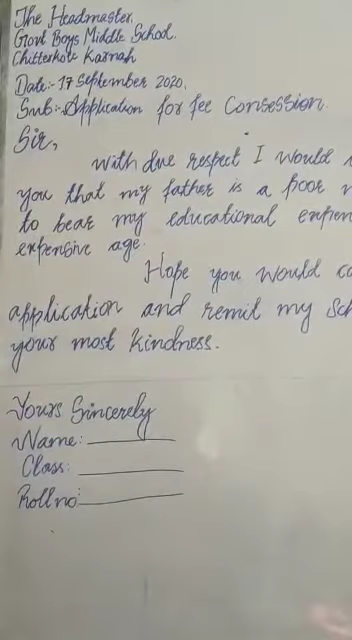 The Headmaster,
Govt Boys Middle School.
Chitterkote Karnah
Date:- 17 September 2020,
Sub:- Application for fee Consession.
Sir,
With due respect I would
you that my father is a poor
to bear my educational
expensive age.
Hope you would
application and remit my
your most kindness.
Yours Sincerely
Name:
Class:
Roll no: